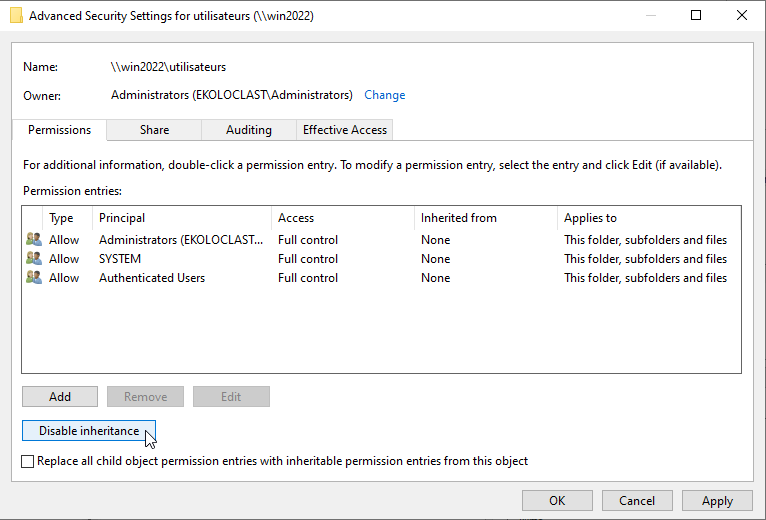 Advanced Security Settings for utilisateurs (\\win2022)
Name: \\win2022\utilisateurs
Owner: Administrators (EKOLOCLAST\Administrators) Change
Permissions Share Auditing Effective Access
For additional information, double-click a permission entry. To modify a permission entry, select the entry and click Edit (if available).
Permission entries:
Type Principal Access Inherited from Applies to
Allow Administrators (EKOLOCLAST... Full control None This folder, subfolders and files
Allow SYSTEM Full control None This folder, subfolders and files
Allow Authenticated Users Full control None This folder, subfolders and files
Add Remove Edit
Disable inheritance
Replace all child object permission entries with inheritable permission entries from this object
OK Cancel Apply